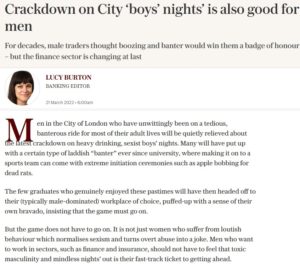 Crackdown on City ‘boys’ nights’ is also good for
men
For decades, male traders thought boozing and banter would win them a badge of honour
– but the finance sector is changing at last
LUCY BURTON
BANKING EDITOR
21 March 2022 • 6:00am
Men in the City of London who have unwittingly been on a tedious,
banterous ride for most of their adult lives will be quietly relieved about
the latest crackdown on heavy drinking, sexist boys’ nights. Many will have put up
with a certain type of laddish “banter” ever since university, where making it on to a
sports team can come with extreme initiation ceremonies such as apple bobbing for
dead rats.
The few graduates who genuinely enjoyed these pastimes will have then headed off to
their (typically male-dominated) workplace of choice, puffed-up with a sense of their
own bravado, insisting that the game must go on.
But the game does not have to go on. It is not just women who suffer from loutish
behaviour which normalises sexism and turns overt abuse into a joke. Men who want
to work in sectors, such as finance and insurance, should not have to feel that toxic
masculinity and mindless nights' out is their fast-track ticket to getting ahead.